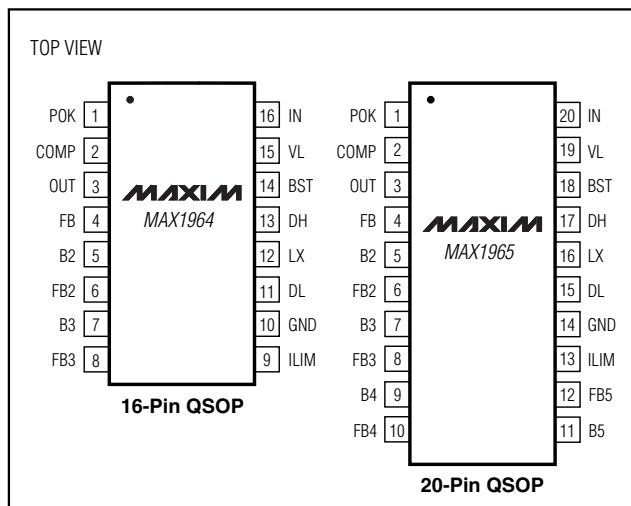 TOP VIEW
POK 1
COMP 2
OUT 3
FB 4
B2 5
FB2 6
B3 7
FB3 8
MAXIM
MAX1964
16 IN
15 VL
14 BST
13 DH
12 LX
11 DL
10 GND
9 ILIM
16-Pin QSOP
POK 1
COMP 2
OUT 3
FB 4
B2 5
FB2 6
B3 7
FB3 8
B4 9
FB4 10
MAXIM
MAX1965
20 IN
19 VL
18 BST
17 DH
16 LX
15 DL
14 GND
13 ILIM
12 FB5
11 B5
20-Pin QSOP